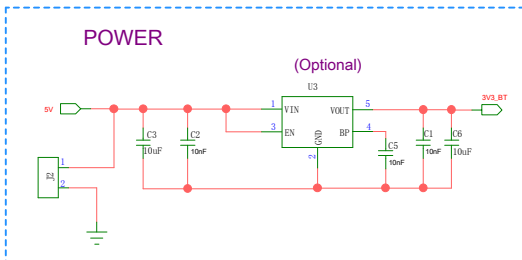 POWER
(Optional)
U3
5V
1
VIN
VOUT
5
3V3_BT
3
EN
BP
4
GND
2
C3
10uF
C2
10nF
C5
10nF
C1
10nF
C6
10uF
1
2